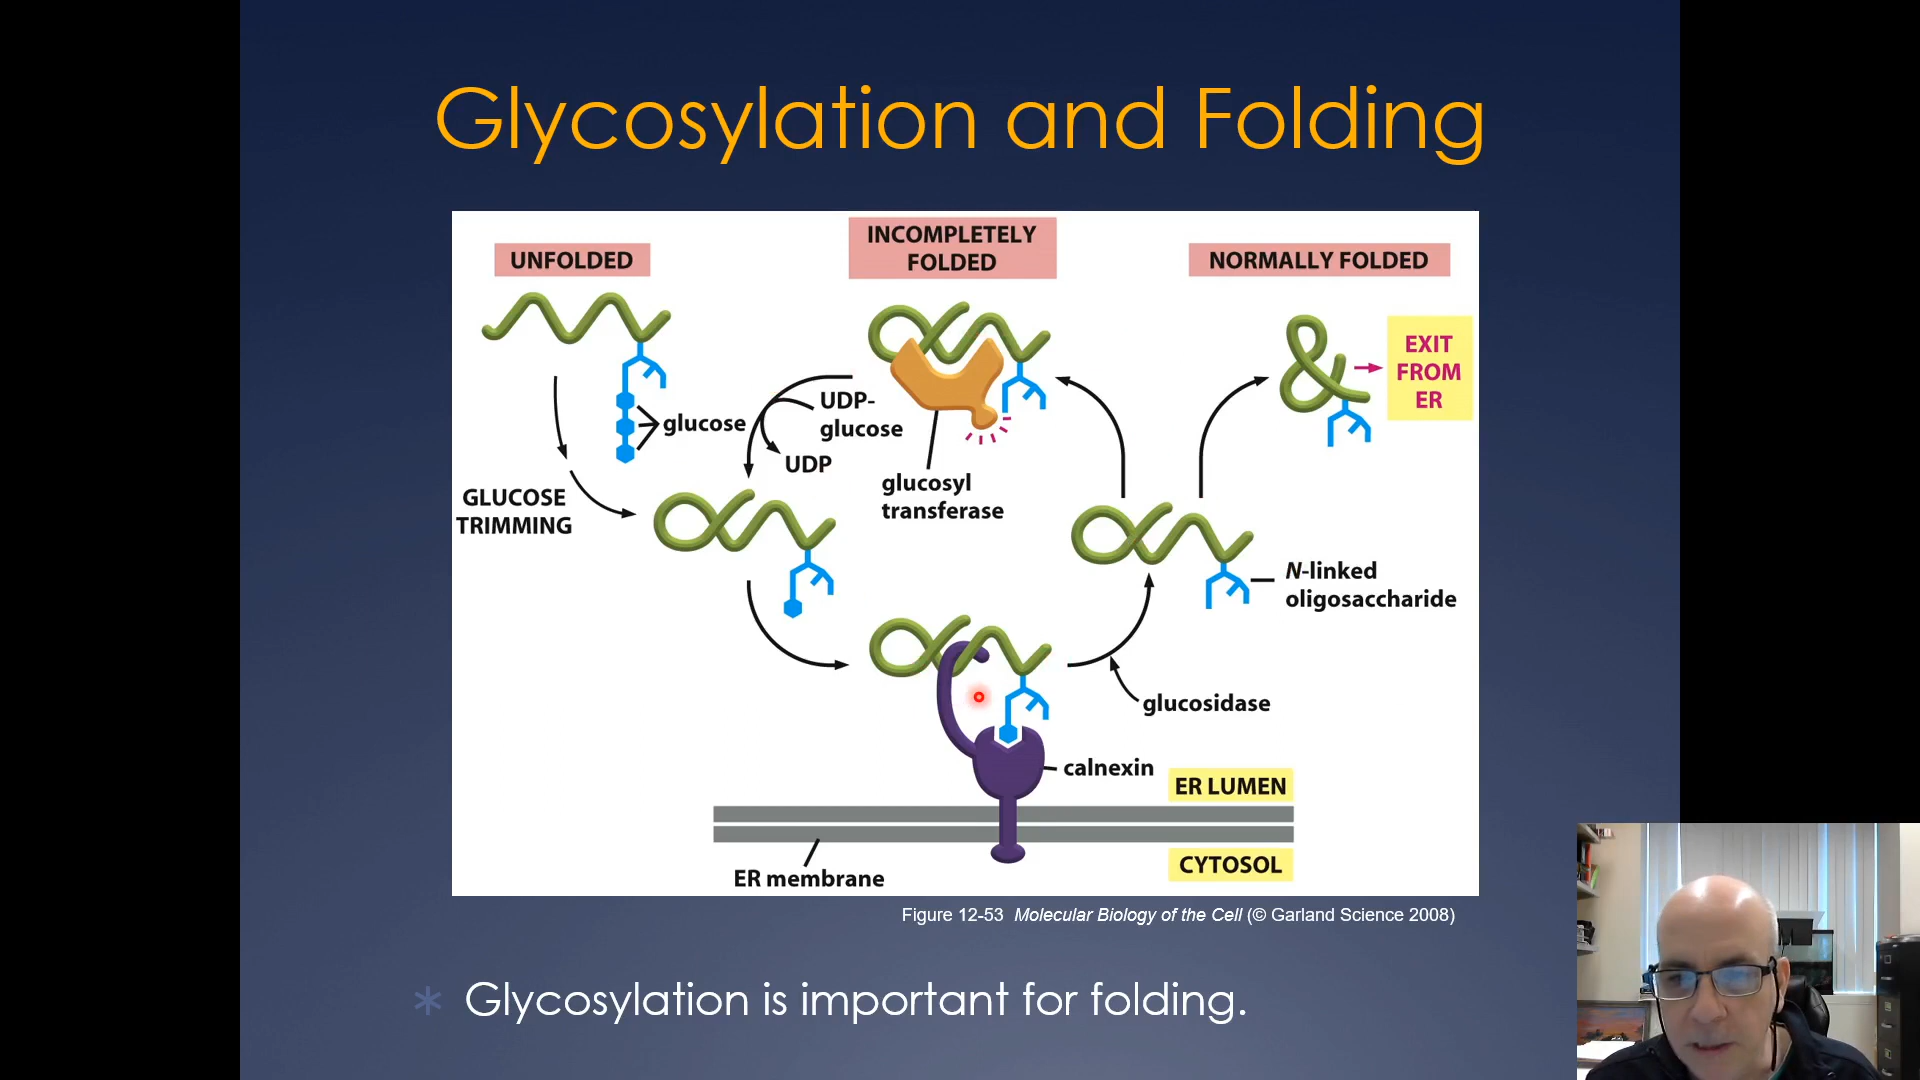 Glycosylation and Folding
UNFOLDED
INCOMPLETELY
FOLDED
NORMALLY FOLDED
EXIT
FROM
ER
UDP-
glucose
glucose
UDP
glucosyl
transferase
GLUCOSE
TRIMMING
N-linked
oligosaccharide
glucosidase
calnexin
ER LUMEN
CYTOSOL
ER membrane
Figure 12-53 Molecular Biology of the Cell (© Garland Science 2008)
* Glycosylation is important for folding.